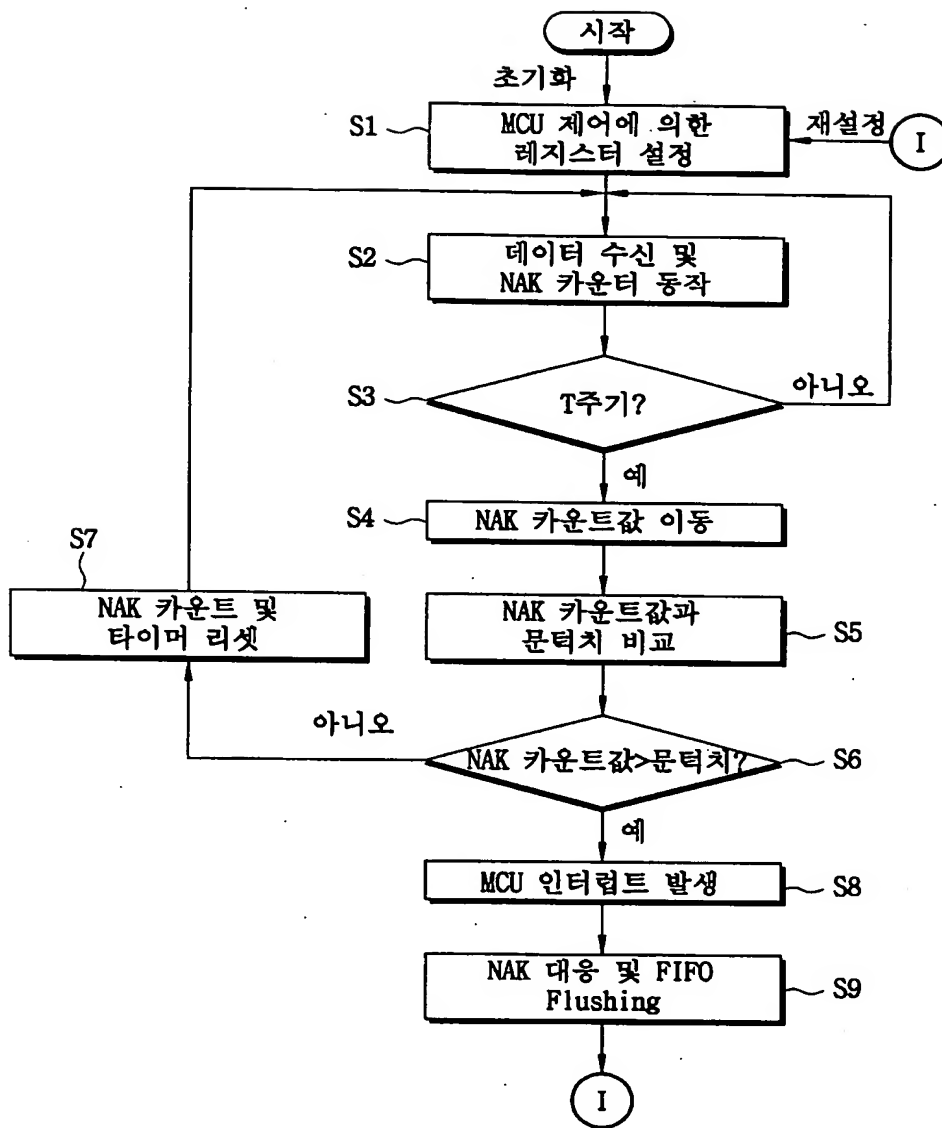 시작
초기화
S1
MCU 제어에 의한
레지스터 설정
재설정
I
S2
데이터 수신 및
NAK 카운터 동작
S3
T주기?
아니오
예
S4
NAK 카운트값 이동
S7
NAK 카운트 및
타이머 리셋
NAK 카운트값과
문턱치 비교
S5
아니오
NAK 카운트값>문턱치?
S6
예
MCU 인터럽트 발생
S8
NAK 대응 및 FIFO
Flushing
S9
I